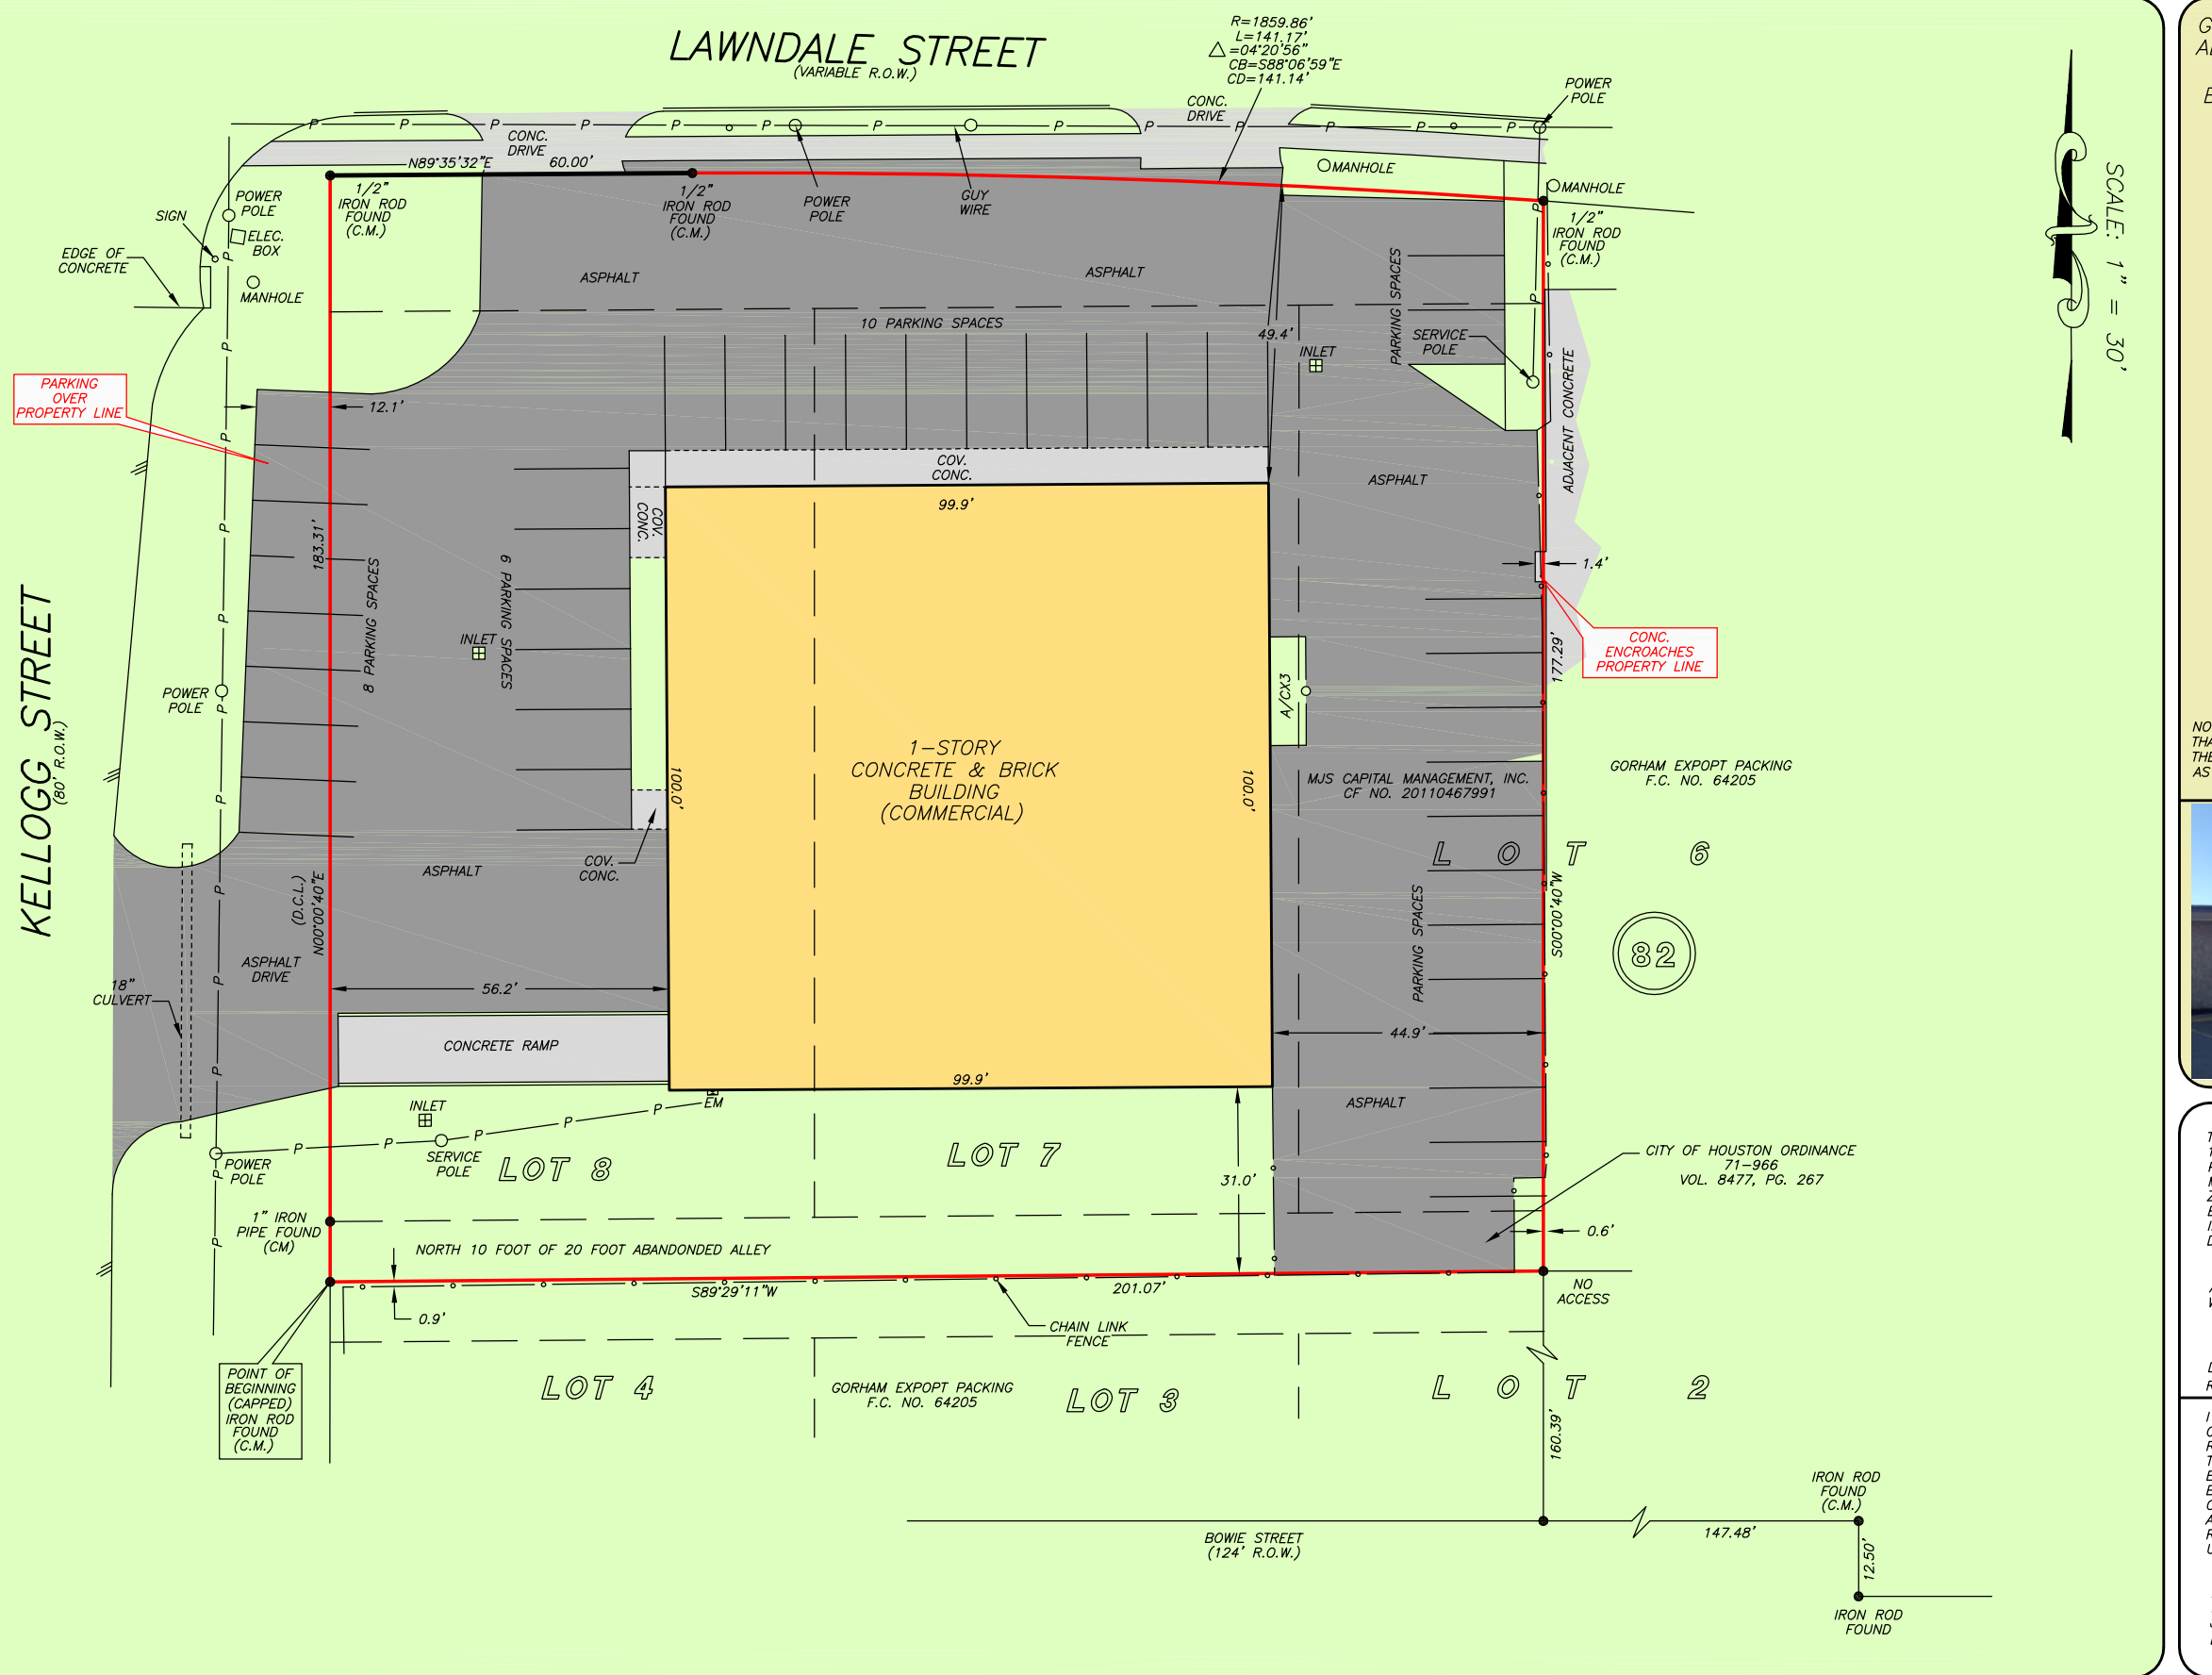 LAWNDALE STREET
(VARIABLE R.O.W.)
R=1859.86'
L=141.17'
△=04°20'56"
CB=S88°06'59"E
CD=141.14'
POWER
POLE
CONC.
DRIVE
P P P P P P P P P P P P P
CONC.
DRIVE
N89°35'32"E 60.00'
MANHOLE
MANHOLE
1/2"
IRON ROD
FOUND
(C.M.)
1/2"
IRON ROD
FOUND
(C.M.)
POWER
POLE
GUY
WIRE
1/2"
IRON ROD
FOUND
(C.M.)
SIGN
POWER
POLE
ELEC.
BOX
EDGE OF
CONCRETE
MANHOLE
ASPHALT
ASPHALT
PARKING SPACES
SCALE: 1" = 30'
10 PARKING SPACES
49.4'
INLET
SERVICE
POLE
ADJACENT CONCRETE
PARKING
OVER
PROPERTY LINE
12.1'
COV.
CONC.
COV.
CONC.
99.9'
ASPHALT
183.31'
8 PARKING SPACES
6 PARKING SPACES
1.4'
INLET
CONC.
ENCROACHES
PROPERTY LINE
177.29'
KELLOGG STREET
(80' R.O.W.)
POWER
POLE
A/CX3
1-STORY
CONCRETE & BRICK
BUILDING
(COMMERCIAL)
100.0'
100.0'
MJS CAPITAL MANAGEMENT, INC.
CF NO. 20110467991
GORHAM EXPOPT PACKING
F.C. NO. 64205
LOT 6
COV.
CONC.
ASPHALT
(D.C.L.)
N00°00'40"E
PARKING SPACES
S00°00'40"W
82
ASPHALT
DRIVE
18"
CULVERT
56.2'
44.9'
CONCRETE RAMP
99.9'
EM
INLET
ASPHALT
SERVICE
POLE
POWER
POLE
LOT 8
LOT 7
31.0'
CITY OF HOUSTON ORDINANCE
71-966
VOL. 8477, PG. 267
1" IRON
PIPE FOUND
(CM)
NORTH 10 FOOT OF 20 FOOT ABANDONED ALLEY
0.6'
S89°29'11"W
201.07'
NO
ACCESS
0.9'
CHAIN LINK
FENCE
POINT OF
BEGINNING
(CAPPED)
IRON ROD
FOUND
(C.M.)
LOT 4
GORHAM EXPOPT PACKING
F.C. NO. 64205
LOT 3
LOT 2
160.39'
IRON ROD
FOUND
(C.M.)
BOWIE STREET
(124' R.O.W.)
147.48'
12.50'
IRON ROD
FOUND